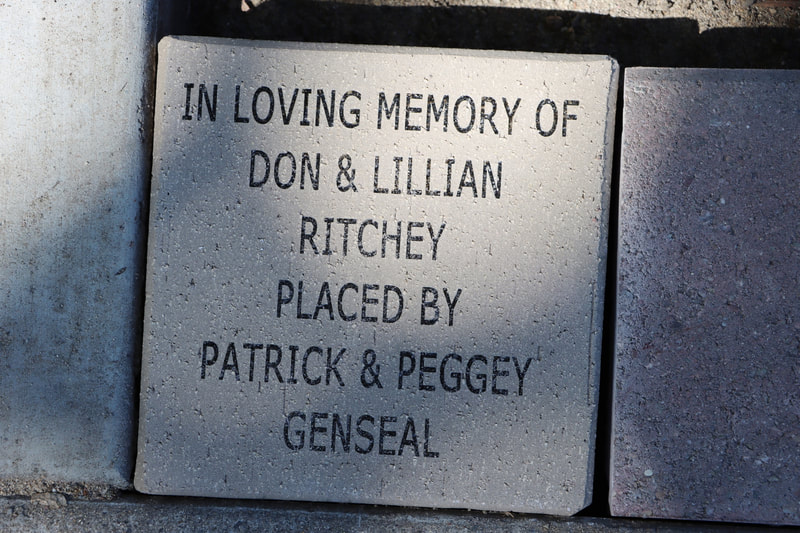 IN LOVING MEMORY OF
DON & LILLIAN
RITCHEY
PLACED BY
PATRICK & PEGGEY
GENSEAL